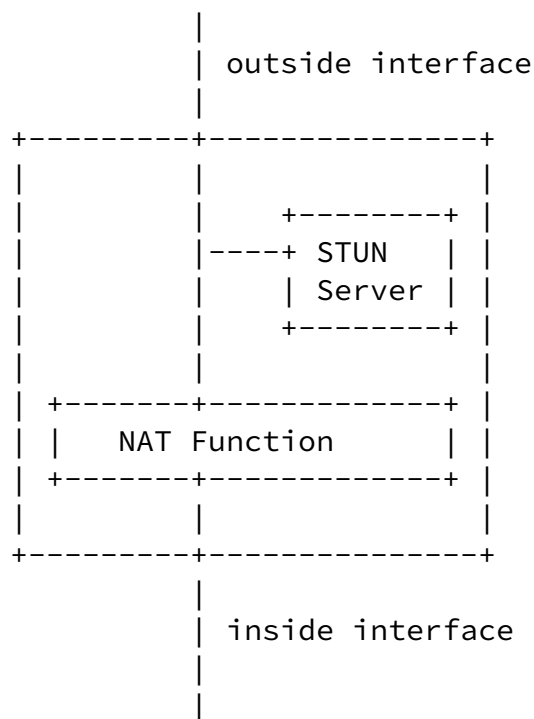 outside interface
STUN
Server
NAT Function
inside interface